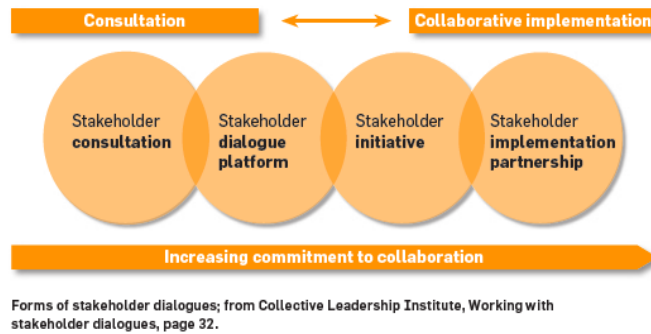 Consultation
Collaborative implementation
Stakeholder
consultation
Stakeholder
dialogue
platform
Stakeholder
initiative
Stakeholder
implementation
partnership
Increasing commitment to collaboration
Forms of stakeholder dialogues; from Collective Leadership Institute, Working with
stakeholder dialogues, page 32.